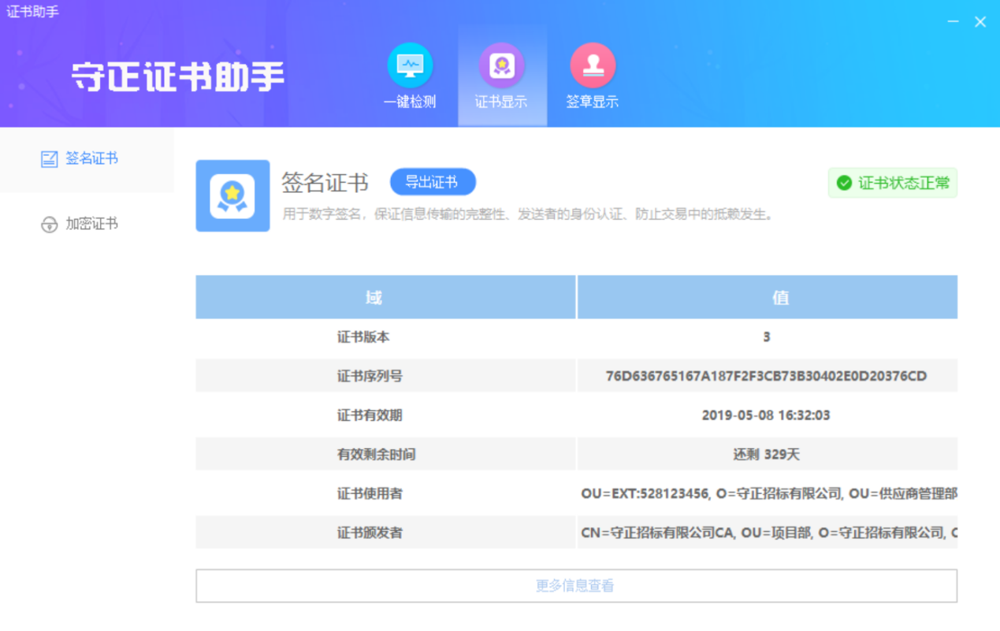 证书助手
守正证书助手
一键检测 证书显示 签章显示
签名证书
加密证书
签名证书 导出证书
证书状态正常
用于数字签名，保证信息传输的完整性、发送者的身份认证、防止交易中的抵赖发生。
域 值
证书版本 3
证书序列号 76D636765167A187F2F3CB73B30402E0D20376CD
证书有效期 2019-05-08 16:32:03
有效剩余时间 还剩 329天
证书使用者 OU=EXT:528123456, O=守正招标有限公司, OU=供应商管理部
证书颁发者 CN=守正招标有限公司CA, OU=项目部, O=守正招标有限公司, C
更多信息查看